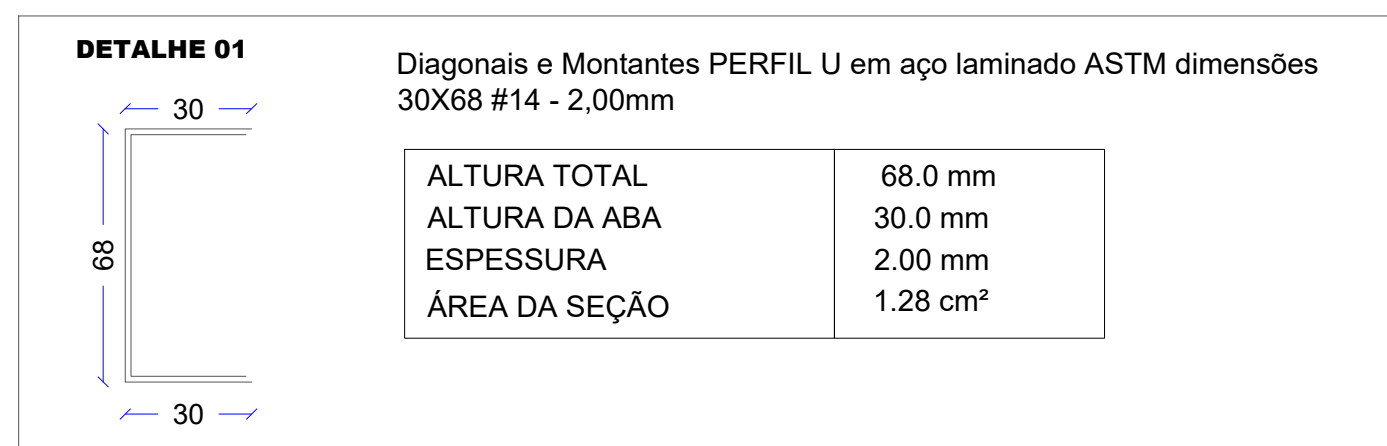 DETALHE 01
Diagonais e Montantes PERFIL U em aço laminado ASTM dimensões
30X68 #14 - 2,00mm
30
68
30
ALTURA TOTAL 68.0 mm
ALTURA DA ABA 30.0 mm
ESPESSURA 2.00 mm
ÁREA DA SEÇÃO 1.28 cm²